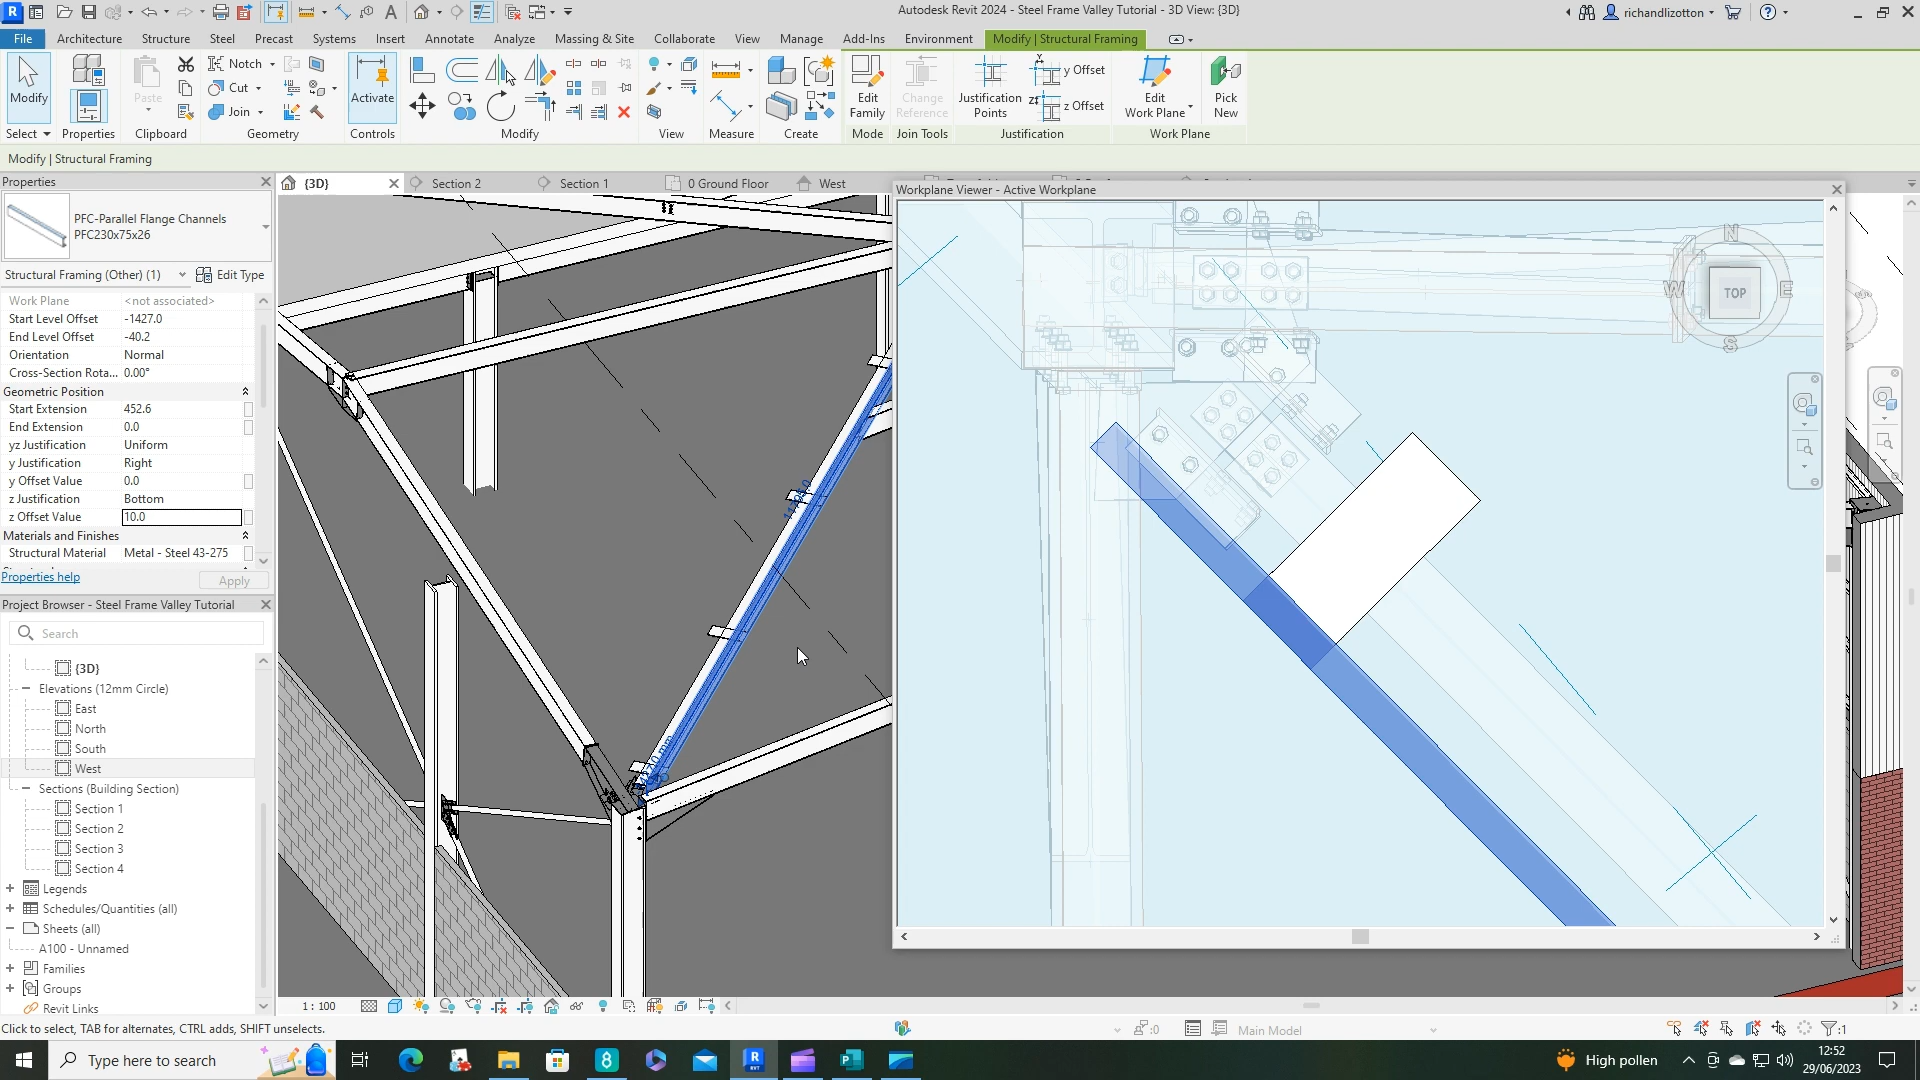 Autodesk Revit 2024 - Steel Frame Valley Tutorial - 3D View: {3D}
richandlizotton
File Architecture Structure Steel Precast Systems Insert Annotate Analyze Massing & Site Collaborate View Manage Add-Ins Environment Modify | Structural Framing
Modify
Paste
Notch
Cut
Join
Activate
Edit Family
Change Reference
Justification Points
y Offset
z Offset
Edit Work Plane
Pick New
Select Properties Clipboard Geometry Controls Modify View Measure Create Mode Join Tools Justification Work Plane
Modify | Structural Framing
Properties
{3D}
Section 2
Section 1
0 Ground Floor
West
Workplane Viewer - Active Workplane
PFC-Parallel Flange Channels
PFC230x75x26
Structural Framing (Other) (1) Edit Type
Work Plane <not associated>
Start Level Offset -1427.0
End Level Offset -40.2
Orientation Normal
Cross-Section Rota... 0.00°
Geometric Position
Start Extension 452.6
End Extension 0.0
yz Justification Uniform
y Justification Right
y Offset Value 0.0
z Justification Bottom
z Offset Value 10.0
Materials and Finishes
Structural Material Metal - Steel 43-275
Properties help Apply
Project Browser - Steel Frame Valley Tutorial
Search
{3D}
Elevations (12mm Circle)
East
North
South
West
Sections (Building Section)
Section 1
Section 2
Section 3
Section 4
Legends
Schedules/Quantities (all)
Sheets (all)
A100 - Unnamed
Families
Groups
Revit Links
N
W TOP E
S
1 : 100
Click to select, TAB for alternates, CTRL adds, SHIFT unselects.
:0
Main Model
:1
Type here to search
High pollen
12:52
29/06/2023